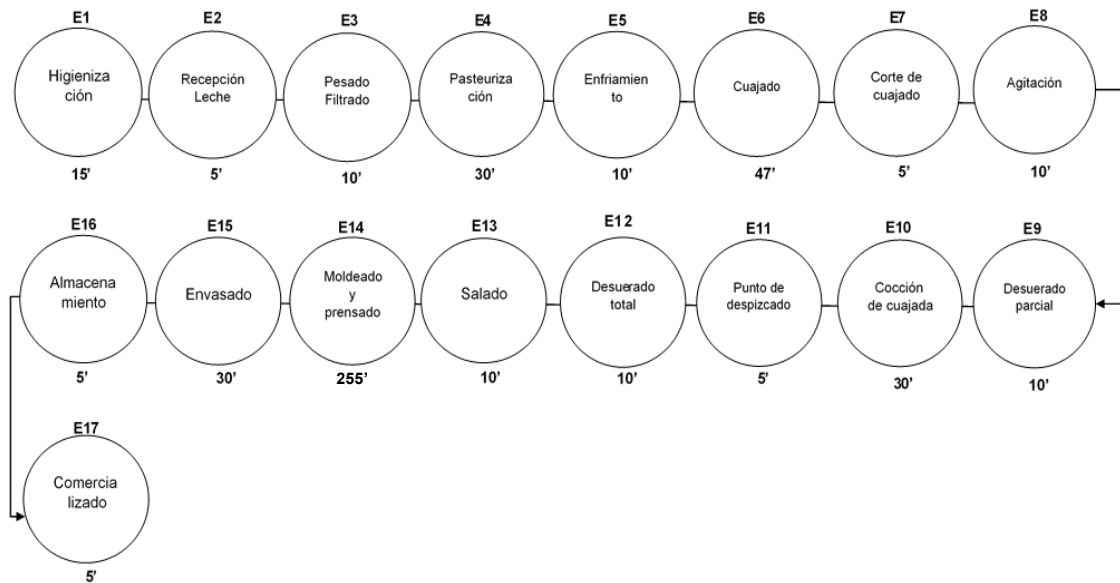 E1
Higieniza
ción
15'
E2
Recepción
Leche
5'
E3
Pesado
Filtrado
10'
E4
Pasteuriza
ción
30'
E5
Enfriamien
to
10'
E6
Cuajado
47'
E7
Corte de
cuajado
5'
E8
Agitación
10'
E9
Desuerado
parcial
10'
E10
Cocción
de cuajada
30'
E11
Punto de
despizcado
5'
E12
Desuerado
total
10'
E13
Salado
10'
E14
Moldeado
y
prensado
255'
E15
Envasado
30'
E16
Almacena
miento
5'
E17
Comercia
lizado
5'